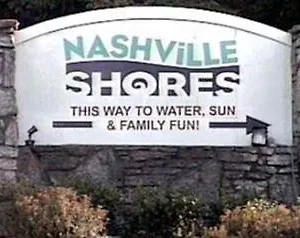 NASHViLLE
SHORES
THIS WAY TO WATER, SUN
& FAMILY FUN!